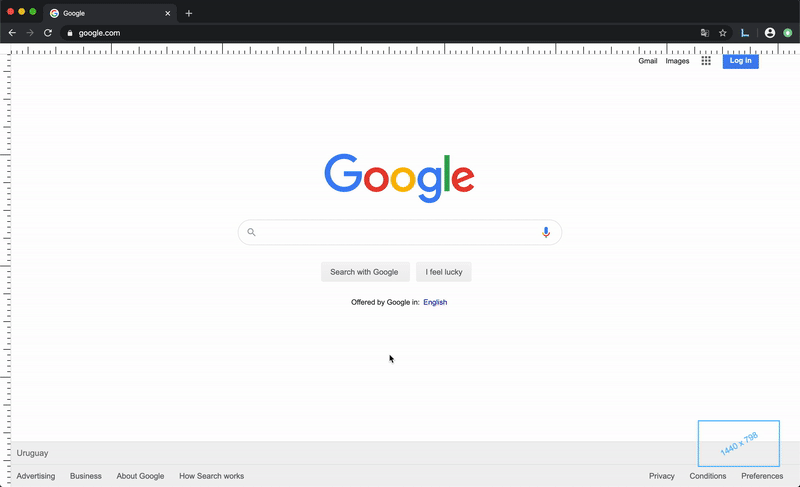 Google
google.com
Gmail Images Log in
Google
Search with Google I feel lucky
Offered by Google in: English
1440 x 798
Uruguay
Advertising Business About Google How Search works Privacy Conditions Preferences